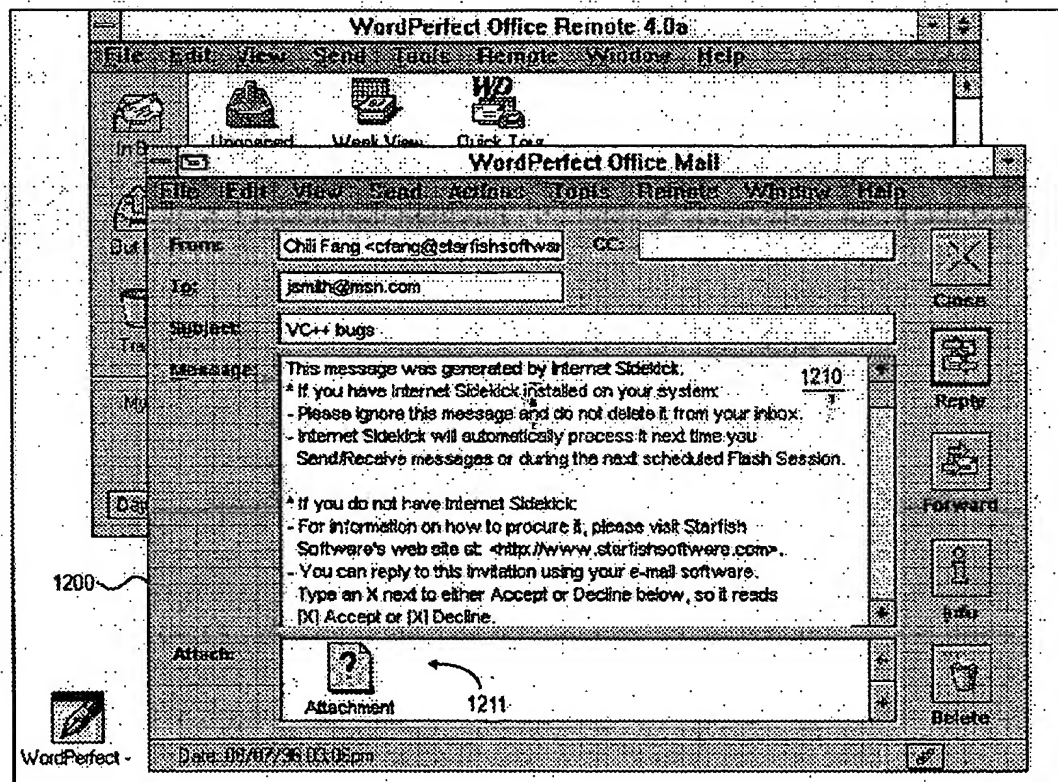 WordPerfect Office Remote 4.0a
File Edit View Send Tools Remote Window Help
WP
Week View Quick Tour
In B
WordPerfect Office Mail
File Edit View Send Actions Tools Remote Window Help
Out
From: Chili Fang <cfang@starfishsoftwar CC:
To: jsmith@msn.com
Close
Subject: VC++ bugs
Tra
Message: This message was generated by Internet Sidekick.
1210
* If you have Internet Sidekick installed on your system:
- Please ignore this message and do not delete it from your inbox.
Reply
- Internet Sidekick will automatically process it next time you
Send/Receive messages or during the next scheduled Flash Session.
* If you do not have Internet Sidekick:
Day
Forward
- For information on how to procure it, please visit Starfish
Software's web site at: <http://www.starfishsoftware.com>.
- You can reply to this invitation using your e-mail software.
1200
Type an X next to either Accept or Decline below, so it reads
[X] Accept or [X] Decline.
Info
Attach:
Attachment 1211
Delete
WordPerfect -